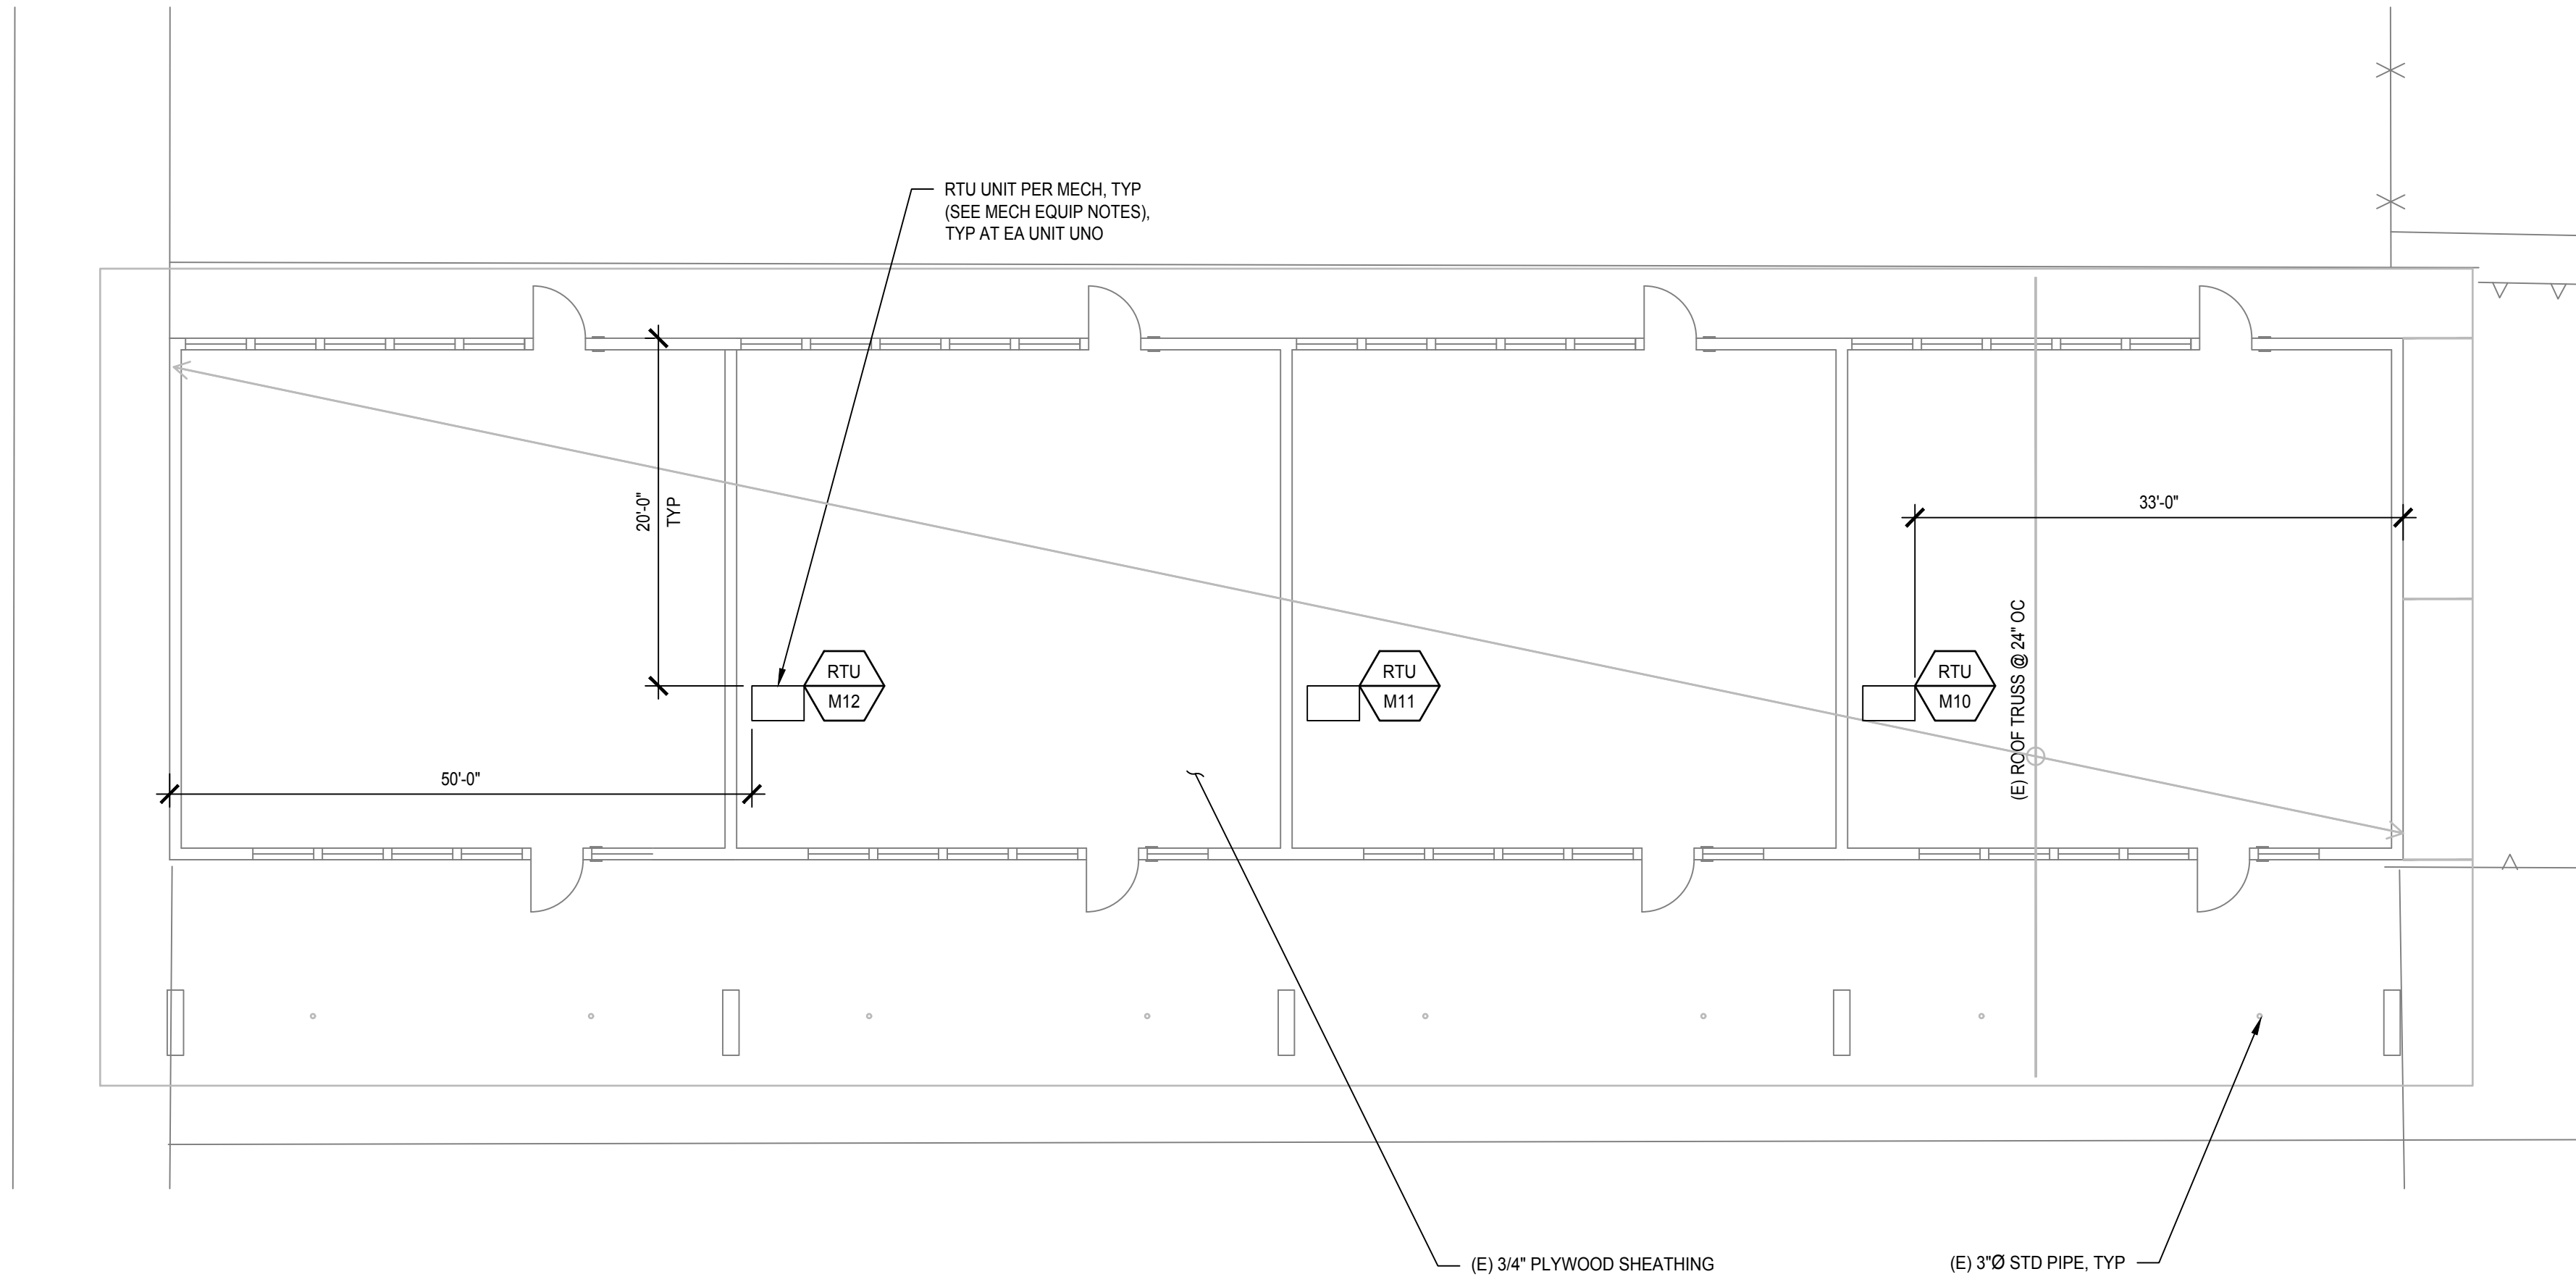 RTU UNIT PER MECH, TYP
(SEE MECH EQUIP NOTES),
TYP AT EA UNIT UNO
20'-0"
TYP
33'-0"
(E) ROOF TRUSS @ 24" OC
RTU
M12
RTU
M11
RTU
M10
50'-0"
(E) 3/4" PLYWOOD SHEATHING
(E) 3"Ø STD PIPE, TYP